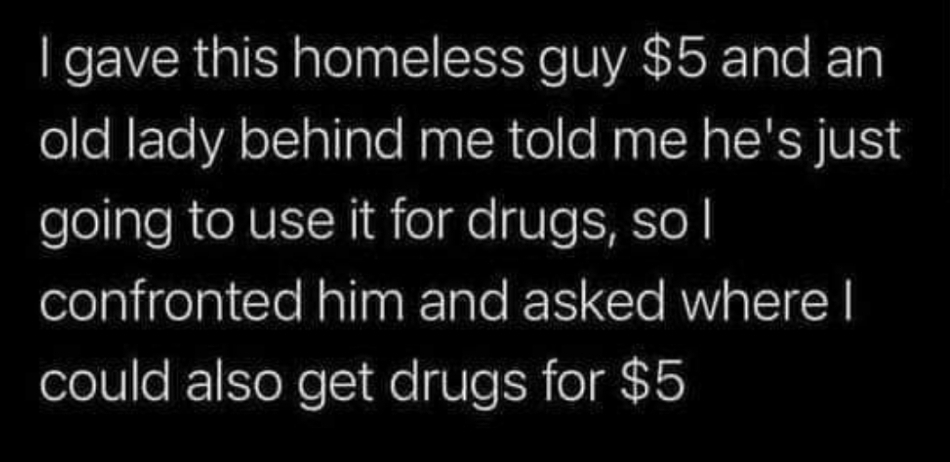 I gave this homeless guy $5 and an
old lady behind me told me he's just
going to use it for drugs, so I
confronted him and asked where I
could also get drugs for $5